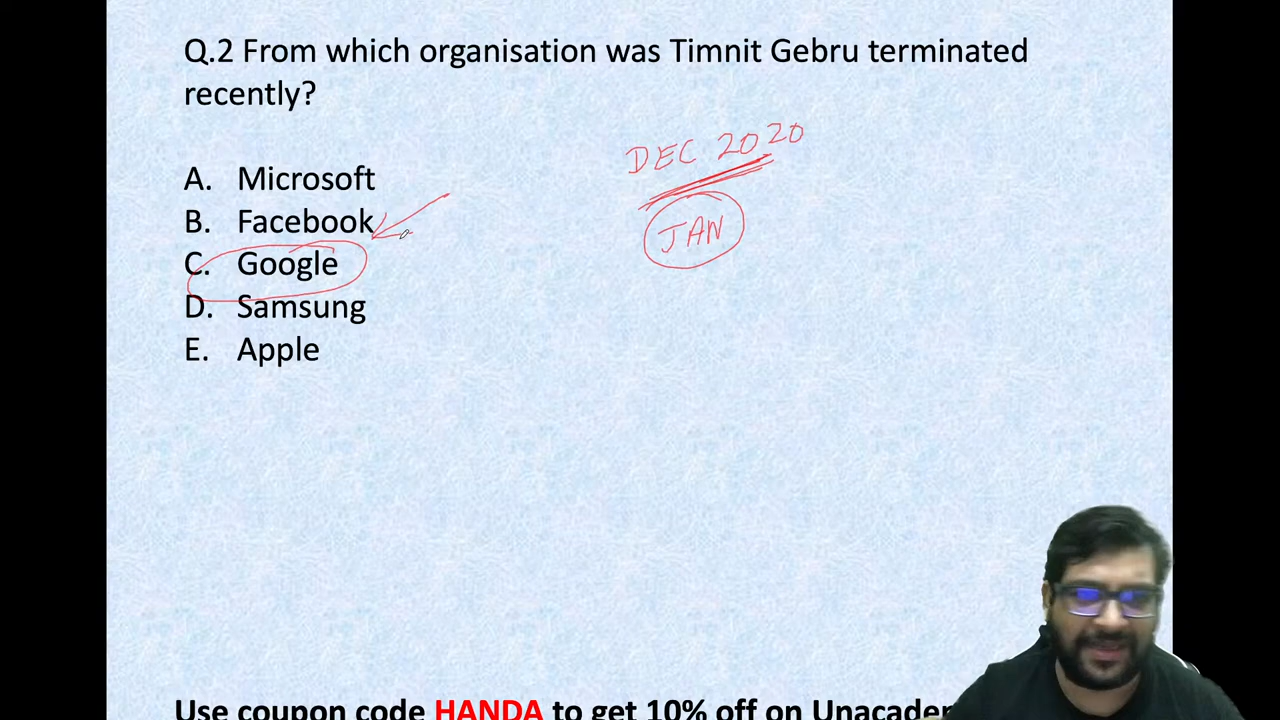 Q.2 From which organisation was Timnit Gebru terminated
recently?
DEC 2020
A. Microsoft
JAN
B. Facebook
C. Google
D. Samsung
E. Apple
Use coupon code HANDA to get 10% off on